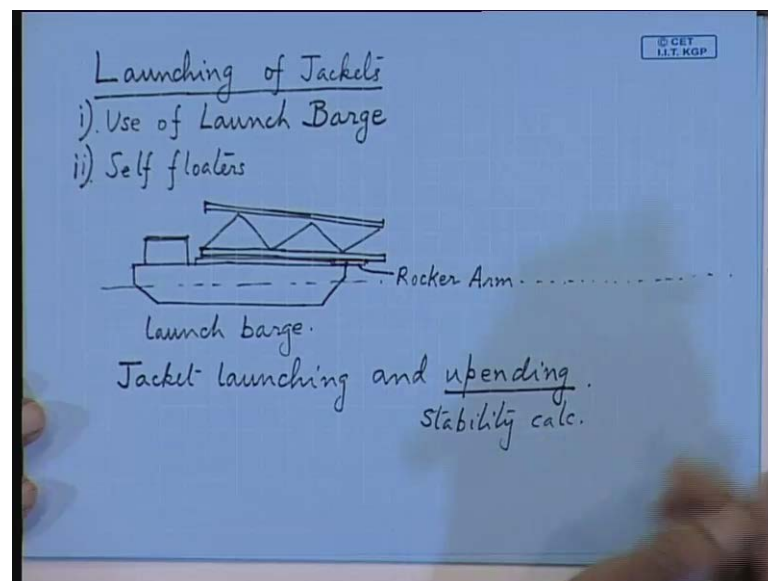 © CET
I.I.T. KGP
Launching of Jackets
i). Use of Launch Barge
ii). Self floaters
Rocker Arm
Launch barge.
Jacket launching and upending.
Stability calc.